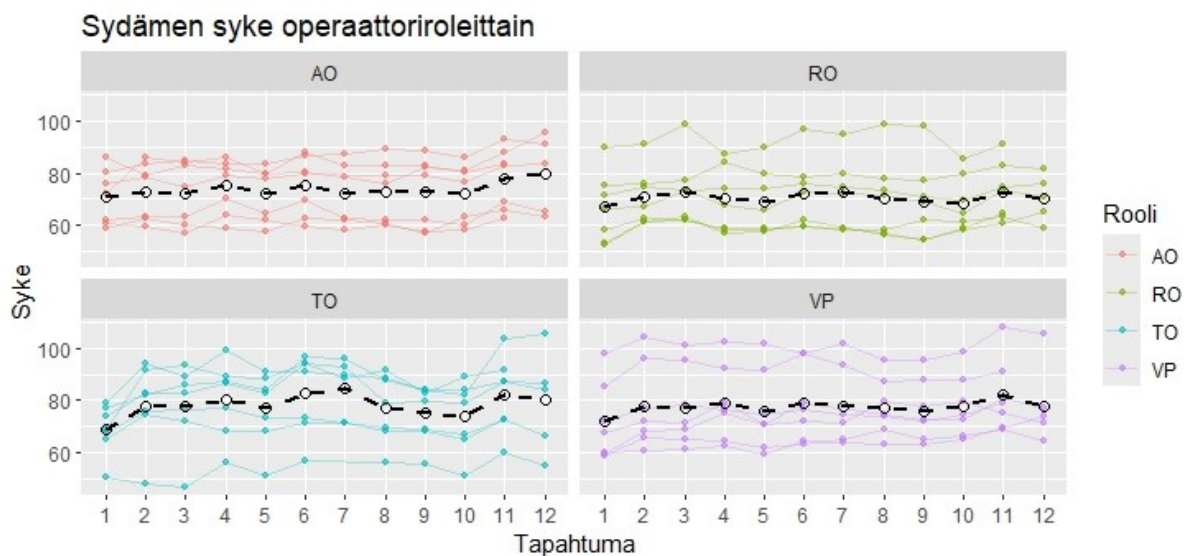 Sydämen syke operaattoriroleittain
AO
RO
100
80
60
TO
VP
100
80
60
Syke
1 2 3 4 5 6 7 8 9 10 11 12
1 2 3 4 5 6 7 8 9 10 11 12
Tapahtuma
Rooli
AO
RO
TO
VP